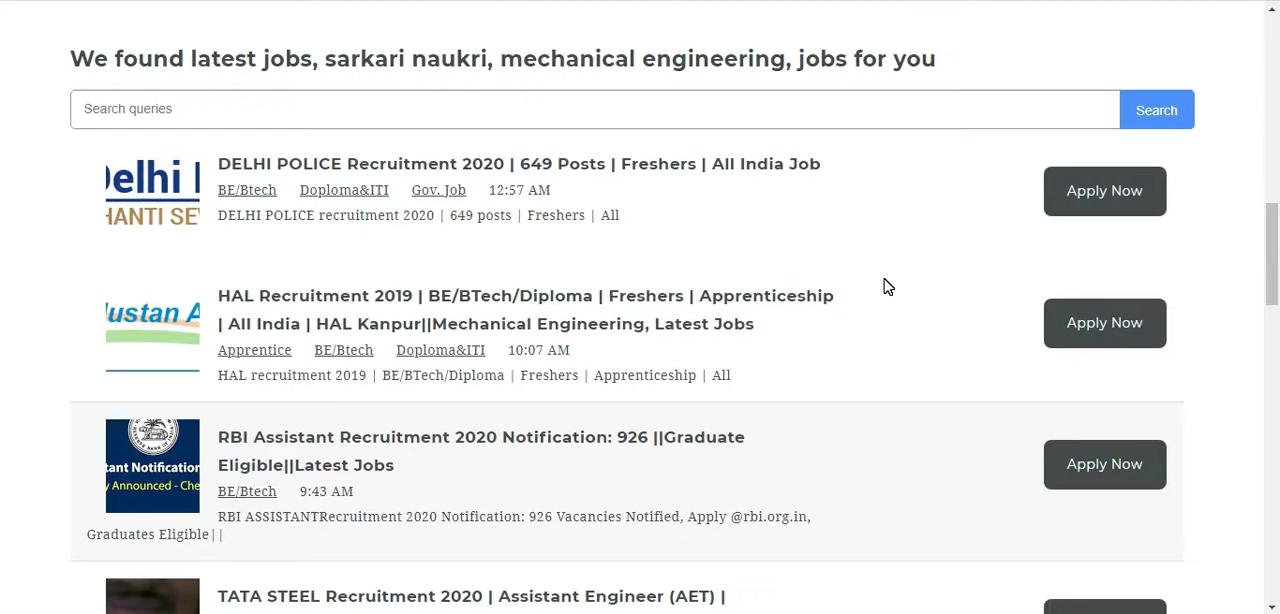 We found latest jobs, sarkari naukri, mechanical engineering, jobs for you
Search queries
Search
Delhi
HANTI SE
DELHI POLICE Recruitment 2020 | 649 Posts | Freshers | All India Job
BE/Btech Doploma&ITI Gov. Job 12:57 AM
DELHI POLICE recruitment 2020 | 649 posts | Freshers | All
Apply Now
ustan A
HAL Recruitment 2019 | BE/BTech/Diploma | Freshers | Apprenticeship
| All India | HAL Kanpur||Mechanical Engineering, Latest Jobs
Apprentice BE/Btech Doploma&ITI 10:07 AM
HAL recruitment 2019 | BE/BTech/Diploma | Freshers | Apprenticeship | All
Apply Now
tant Notification
y Announced - Che
RBI Assistant Recruitment 2020 Notification: 926 ||Graduate
Eligible||Latest Jobs
BE/Btech 9:43 AM
RBI ASSISTANTRecruitment 2020 Notification: 926 Vacancies Notified, Apply @rbi.org.in,
Graduates Eligible||
Apply Now
TATA STEEL Recruitment 2020 | Assistant Engineer (AET) |